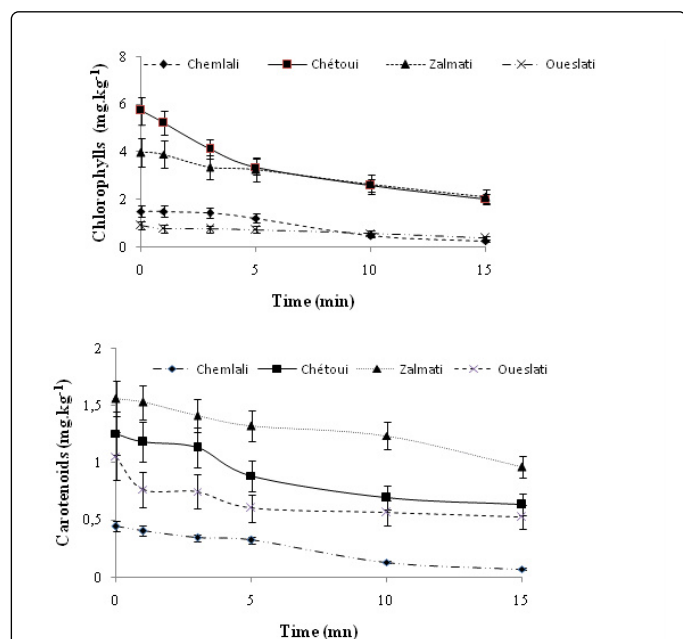 8
Chemlali Chétoui Zalmati Oueslati
6
4
2
0
Chlorophylls (mg.kg-1)
0 5 10 15
Time (min)
2
Chemlali Chétoui Zalmati Oueslati
1,5
1
0,5
0
Carotenoids (mg.kg-1)
0 5 10 15
Time (mn)